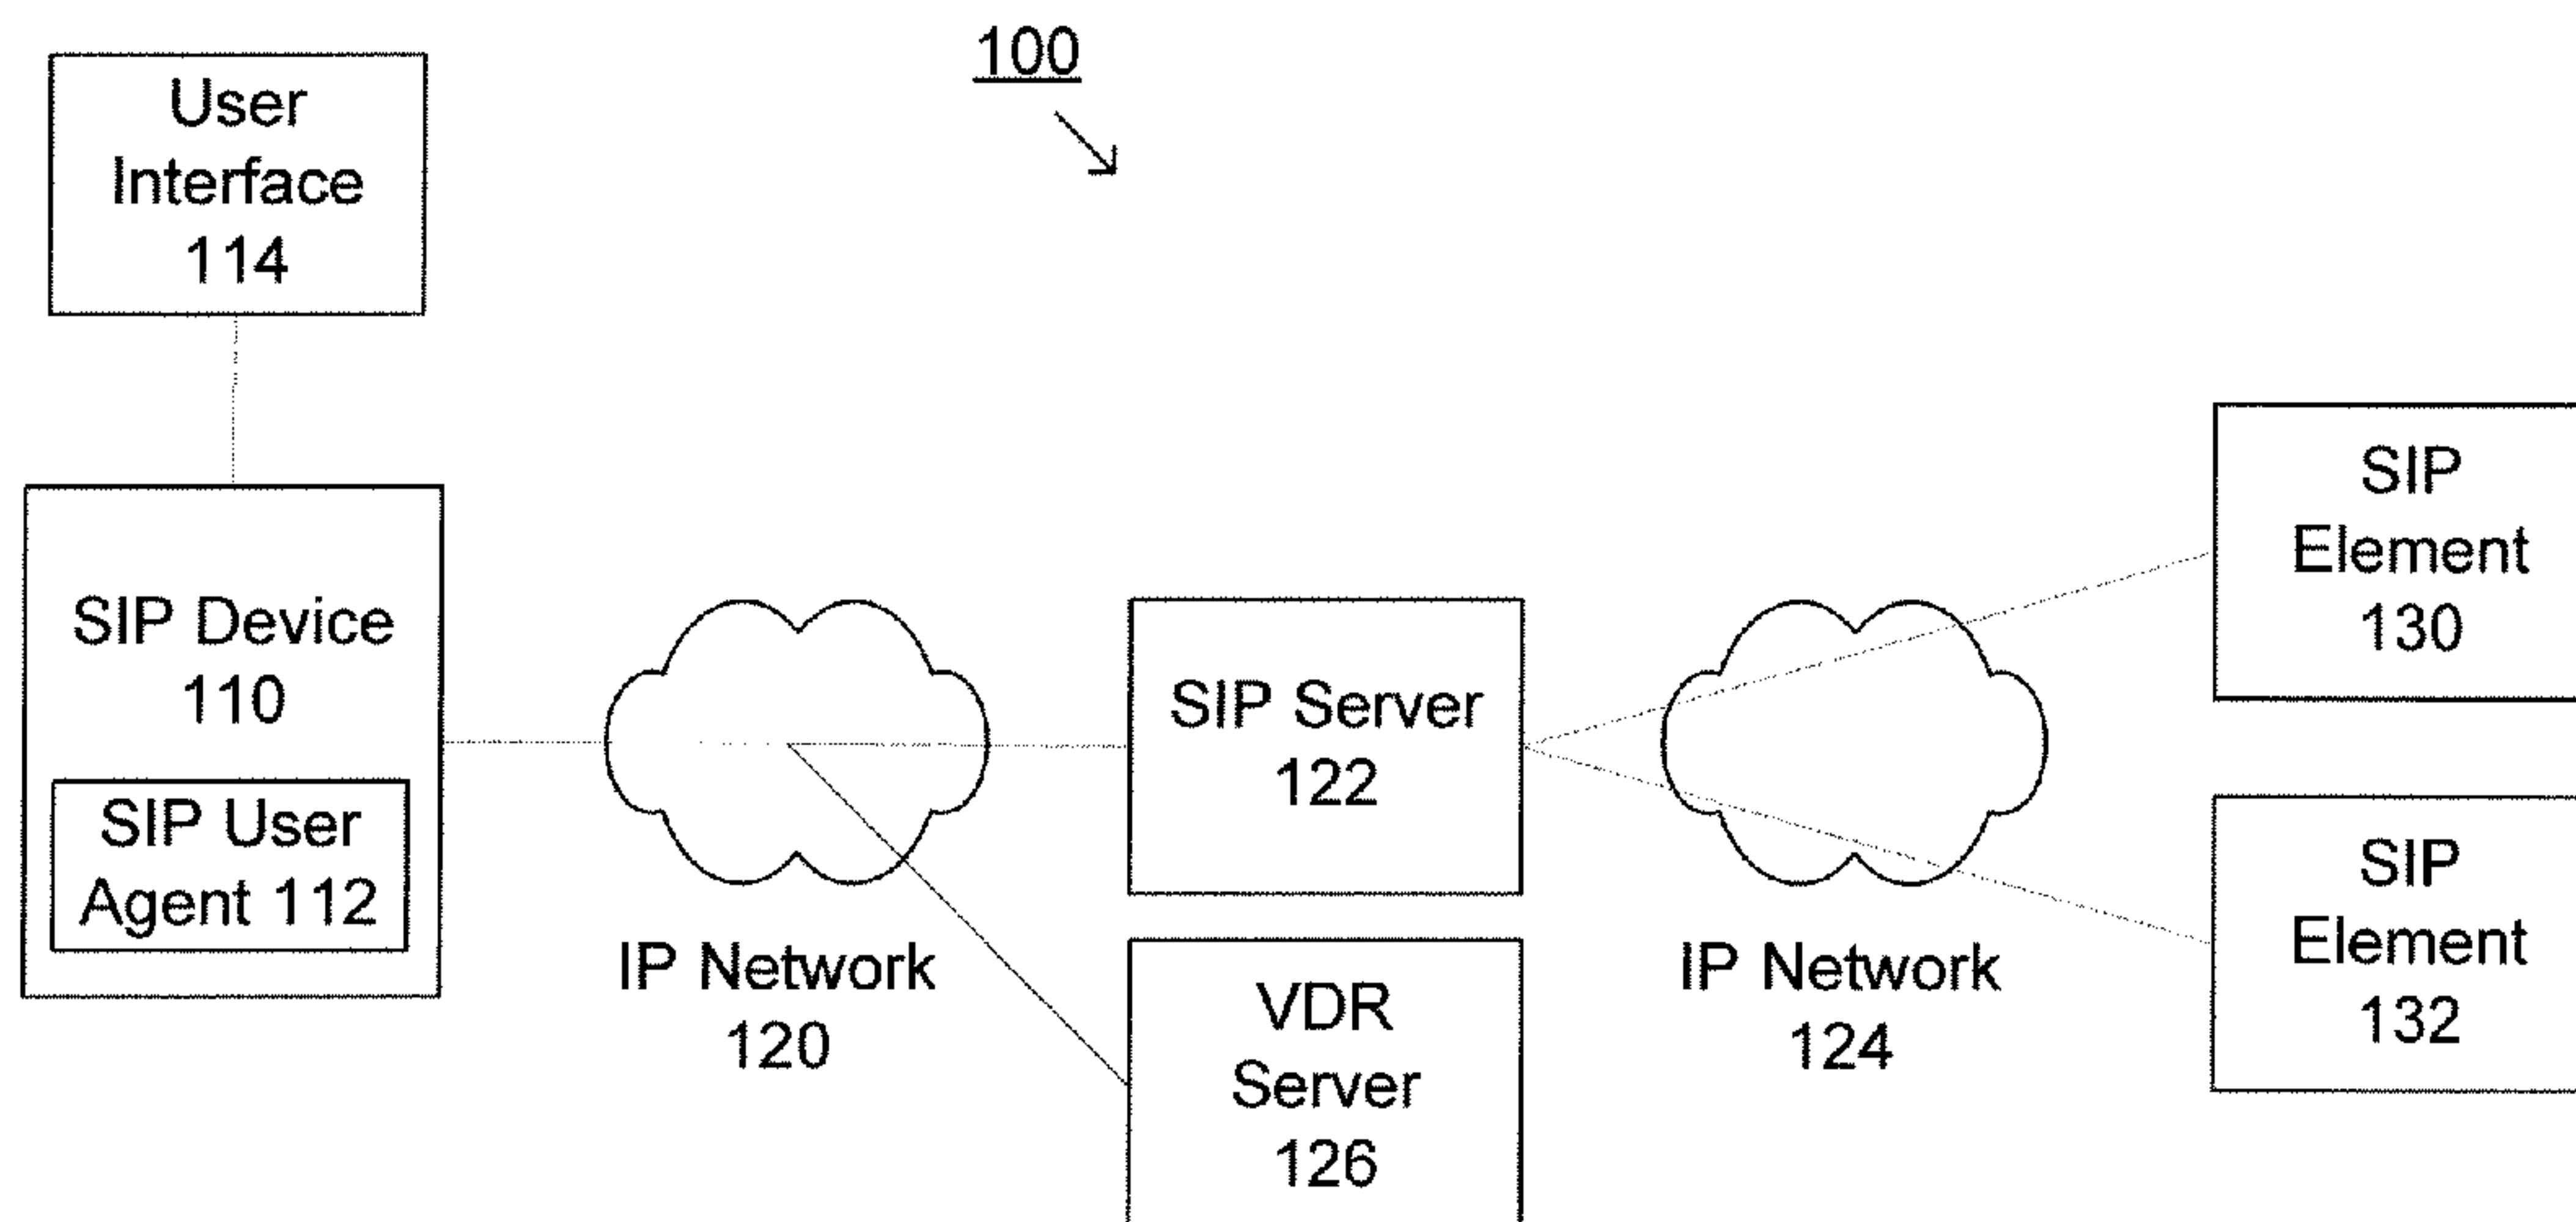 100
User
Interface
114
SIP Device
110
SIP User
Agent 112
IP Network
120
SIP Server
122
VDR
Server
126
IP Network
124
SIP
Element
130
SIP
Element
132